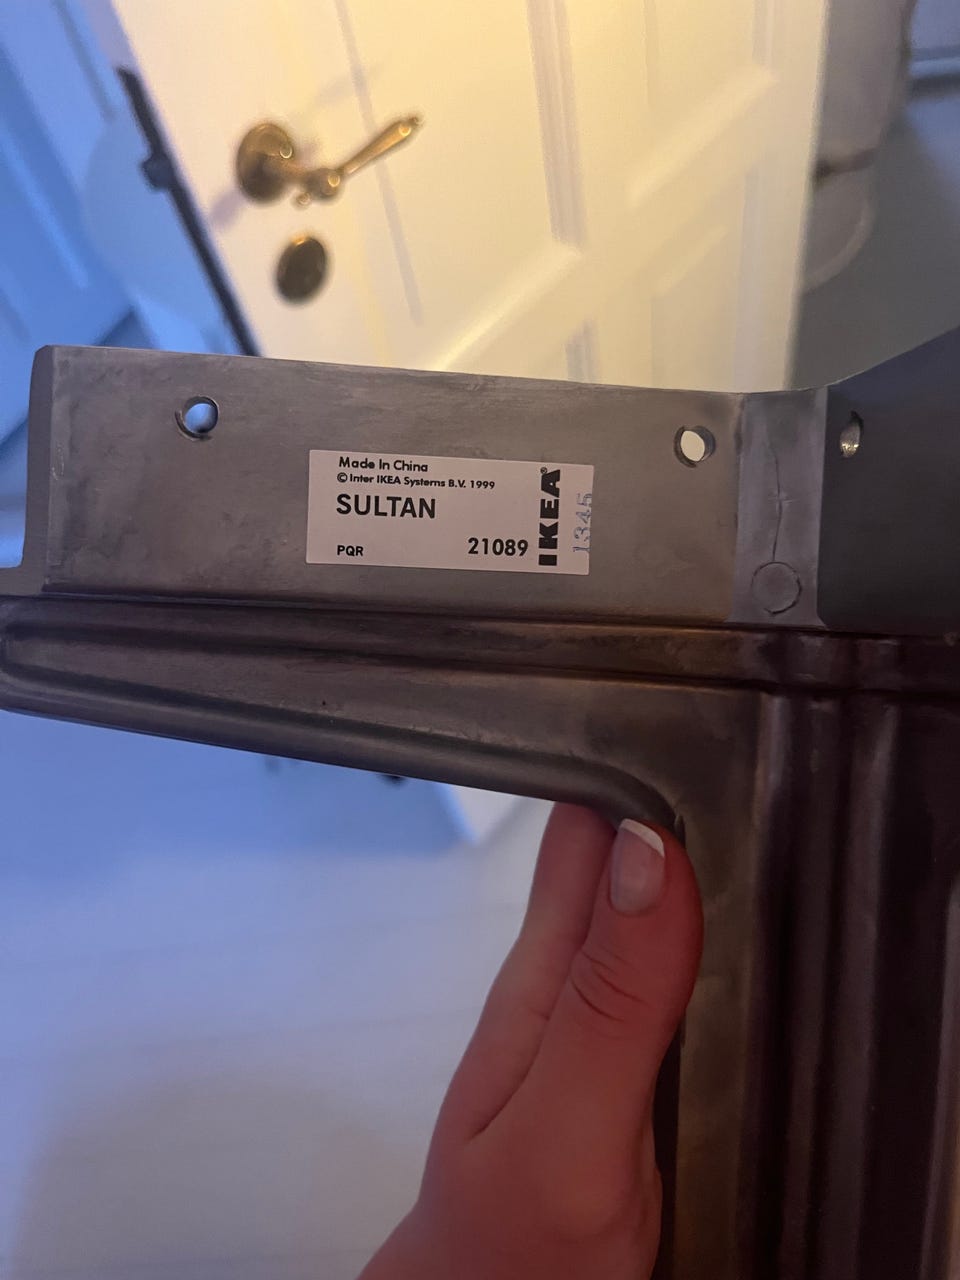 Made In China
© Inter IKEA Systems B.V. 1999
SULTAN
PQR 21089
IKEA®
1345